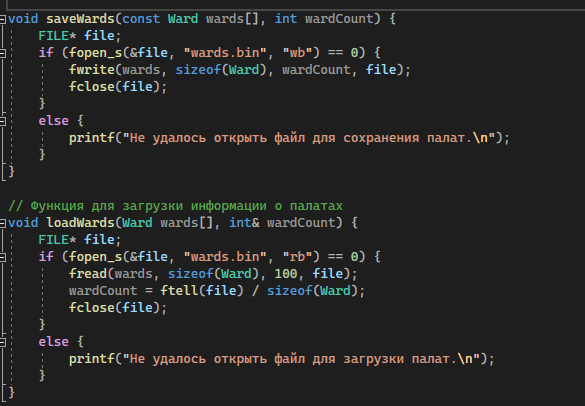 void saveWards(const Ward wards[], int wardCount) {
    FILE* file;
    if (fopen_s(&file, "wards.bin", "wb") == 0) {
        fwrite(wards, sizeof(Ward), wardCount, file);
        fclose(file);
    }
    else {
        printf("Не удалось открыть файл для сохранения палат.\n");
    }
}

// Функция для загрузки информации о палатах
void loadWards(Ward wards[], int& wardCount) {
    FILE* file;
    if (fopen_s(&file, "wards.bin", "rb") == 0) {
        fread(wards, sizeof(Ward), 100, file);
        wardCount = ftell(file) / sizeof(Ward);
        fclose(file);
    }
    else {
        printf("Не удалось открыть файл для загрузки палат.\n");
    }
}